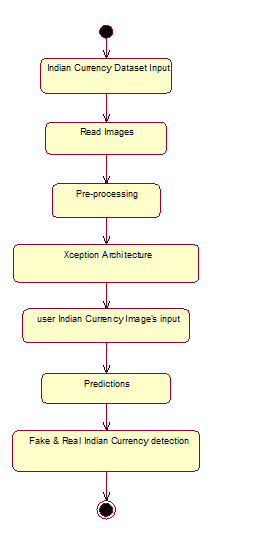 Indian Currency Dataset Input
Read Images
Pre-processing
Xception Architecture
user Indian Currency Image's input
Predictions
Fake & Real Indian Currency detection